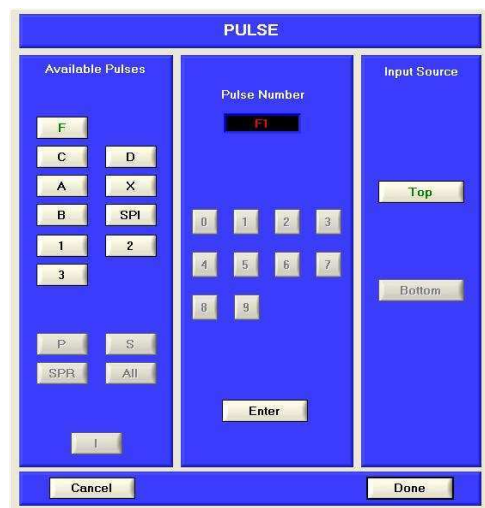 PULSE
Available Pulses
F
C D
A X
B SPI
1 2
3
P S
SPR All
I
Pulse Number
F1
0 1 2 3
4 5 6 7
8 9
Enter
Input Source
Top
Bottom
Cancel Done